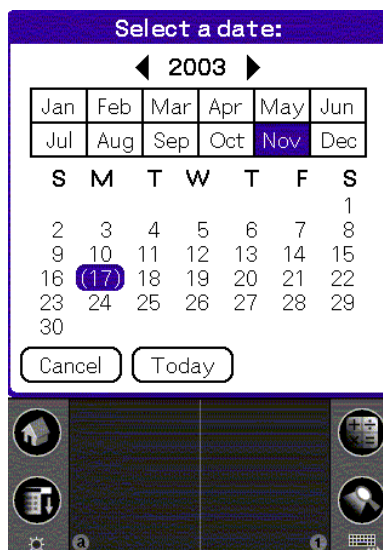 Select a date:
2003
Jan Feb Mar Apr May Jun
Jul Aug Sep Oct Nov Dec
S M T W T F S
1
2 3 4 5 6 7 8
9 10 11 12 13 14 15
16 (17) 18 19 20 21 22
23 24 25 26 27 28 29
30
Cancel Today
+ ÷
× =
a 1